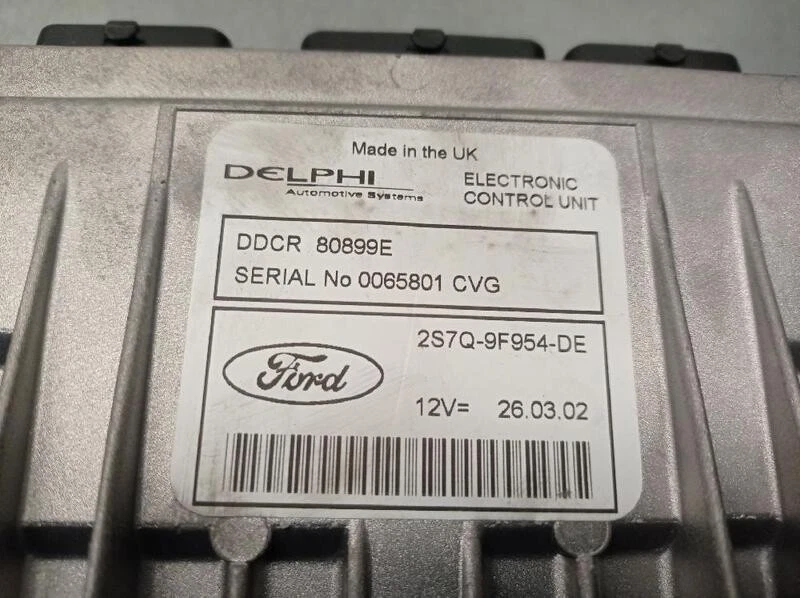 Made in the UK
DELPHI
Automotive Systems
ELECTRONIC
CONTROL UNIT
DDCR 80899E
SERIAL No 0065801 CVG
2S7Q-9F954-DE
Ford
12V= 26.03.02